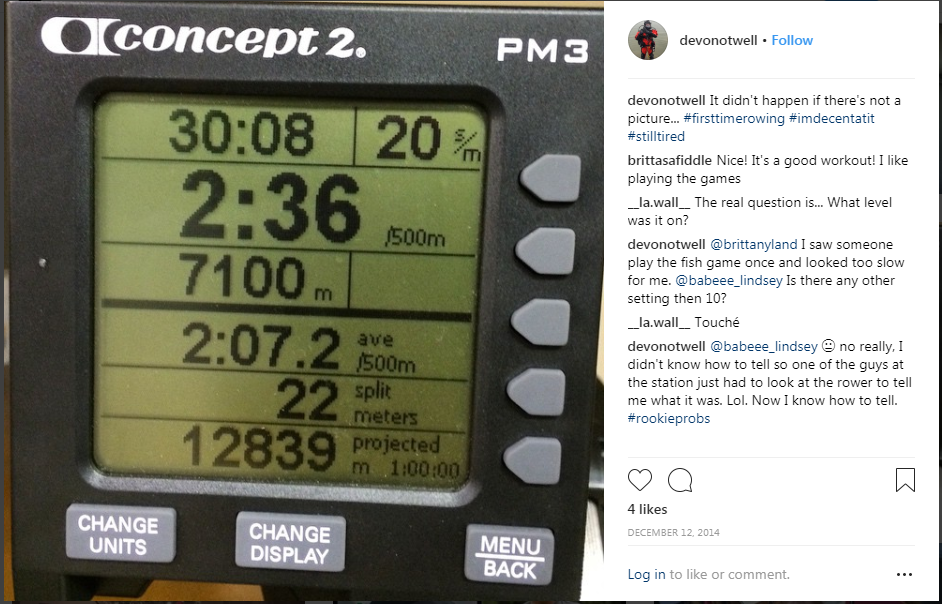 concept 2.
PM3
30:08
20 s/m
2:36 /500m
7100 m
2:07.2 ave /500m
22 split meters
12839 projected m 1:00:00
CHANGE UNITS
CHANGE DISPLAY
MENU BACK
devonotwell • Follow
devonotwell It didn't happen if there's not a
picture... #firsttimerowing #imdecentatit
#stilltired
brittasafiddle Nice! It's a good workout! I like
playing the games
__la.wall__ The real question is... What level
was it on?
devonotwell @brittanyland I saw someone
play the fish game once and looked too slow
for me. @babeee_lindsey Is there any other
setting then 10?
__la.wall__ Touché
devonotwell @babeee_lindsey 😐 no really, I
didn't know how to tell so one of the guys at
the station just had to look at the rower to tell
me what it was. Lol. Now I know how to tell.
#rookieprobs
4 likes
DECEMBER 12, 2014
Log in to like or comment.